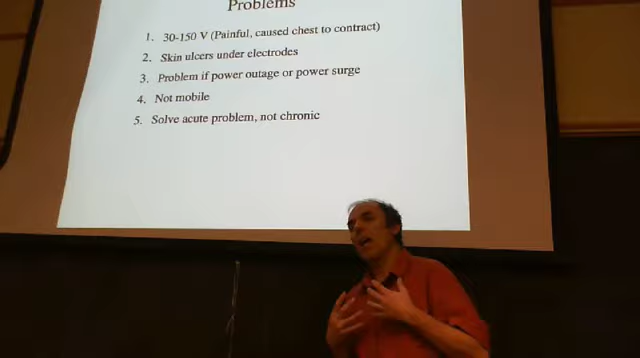 Problems
1. 30-150 V (Painful, caused chest to contract)
2. Skin ulcers under electrodes
3. Problem if power outage or power surge
4. Not mobile
5. Solve acute problem, not chronic